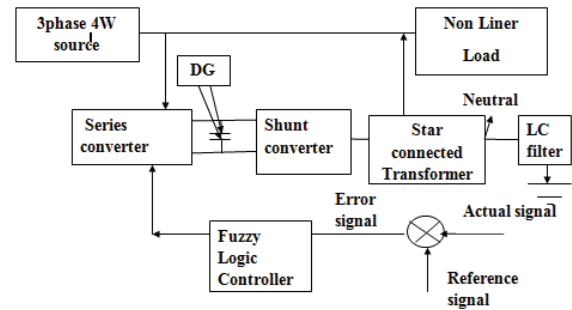 3phase 4W
source
Non Liner
Load
DG
Neutral
Series
converter
Shunt
converter
Star
connected
Transformer
LC
filter
Error
signal
Actual signal
Fuzzy
Logic
Controller
Reference
signal